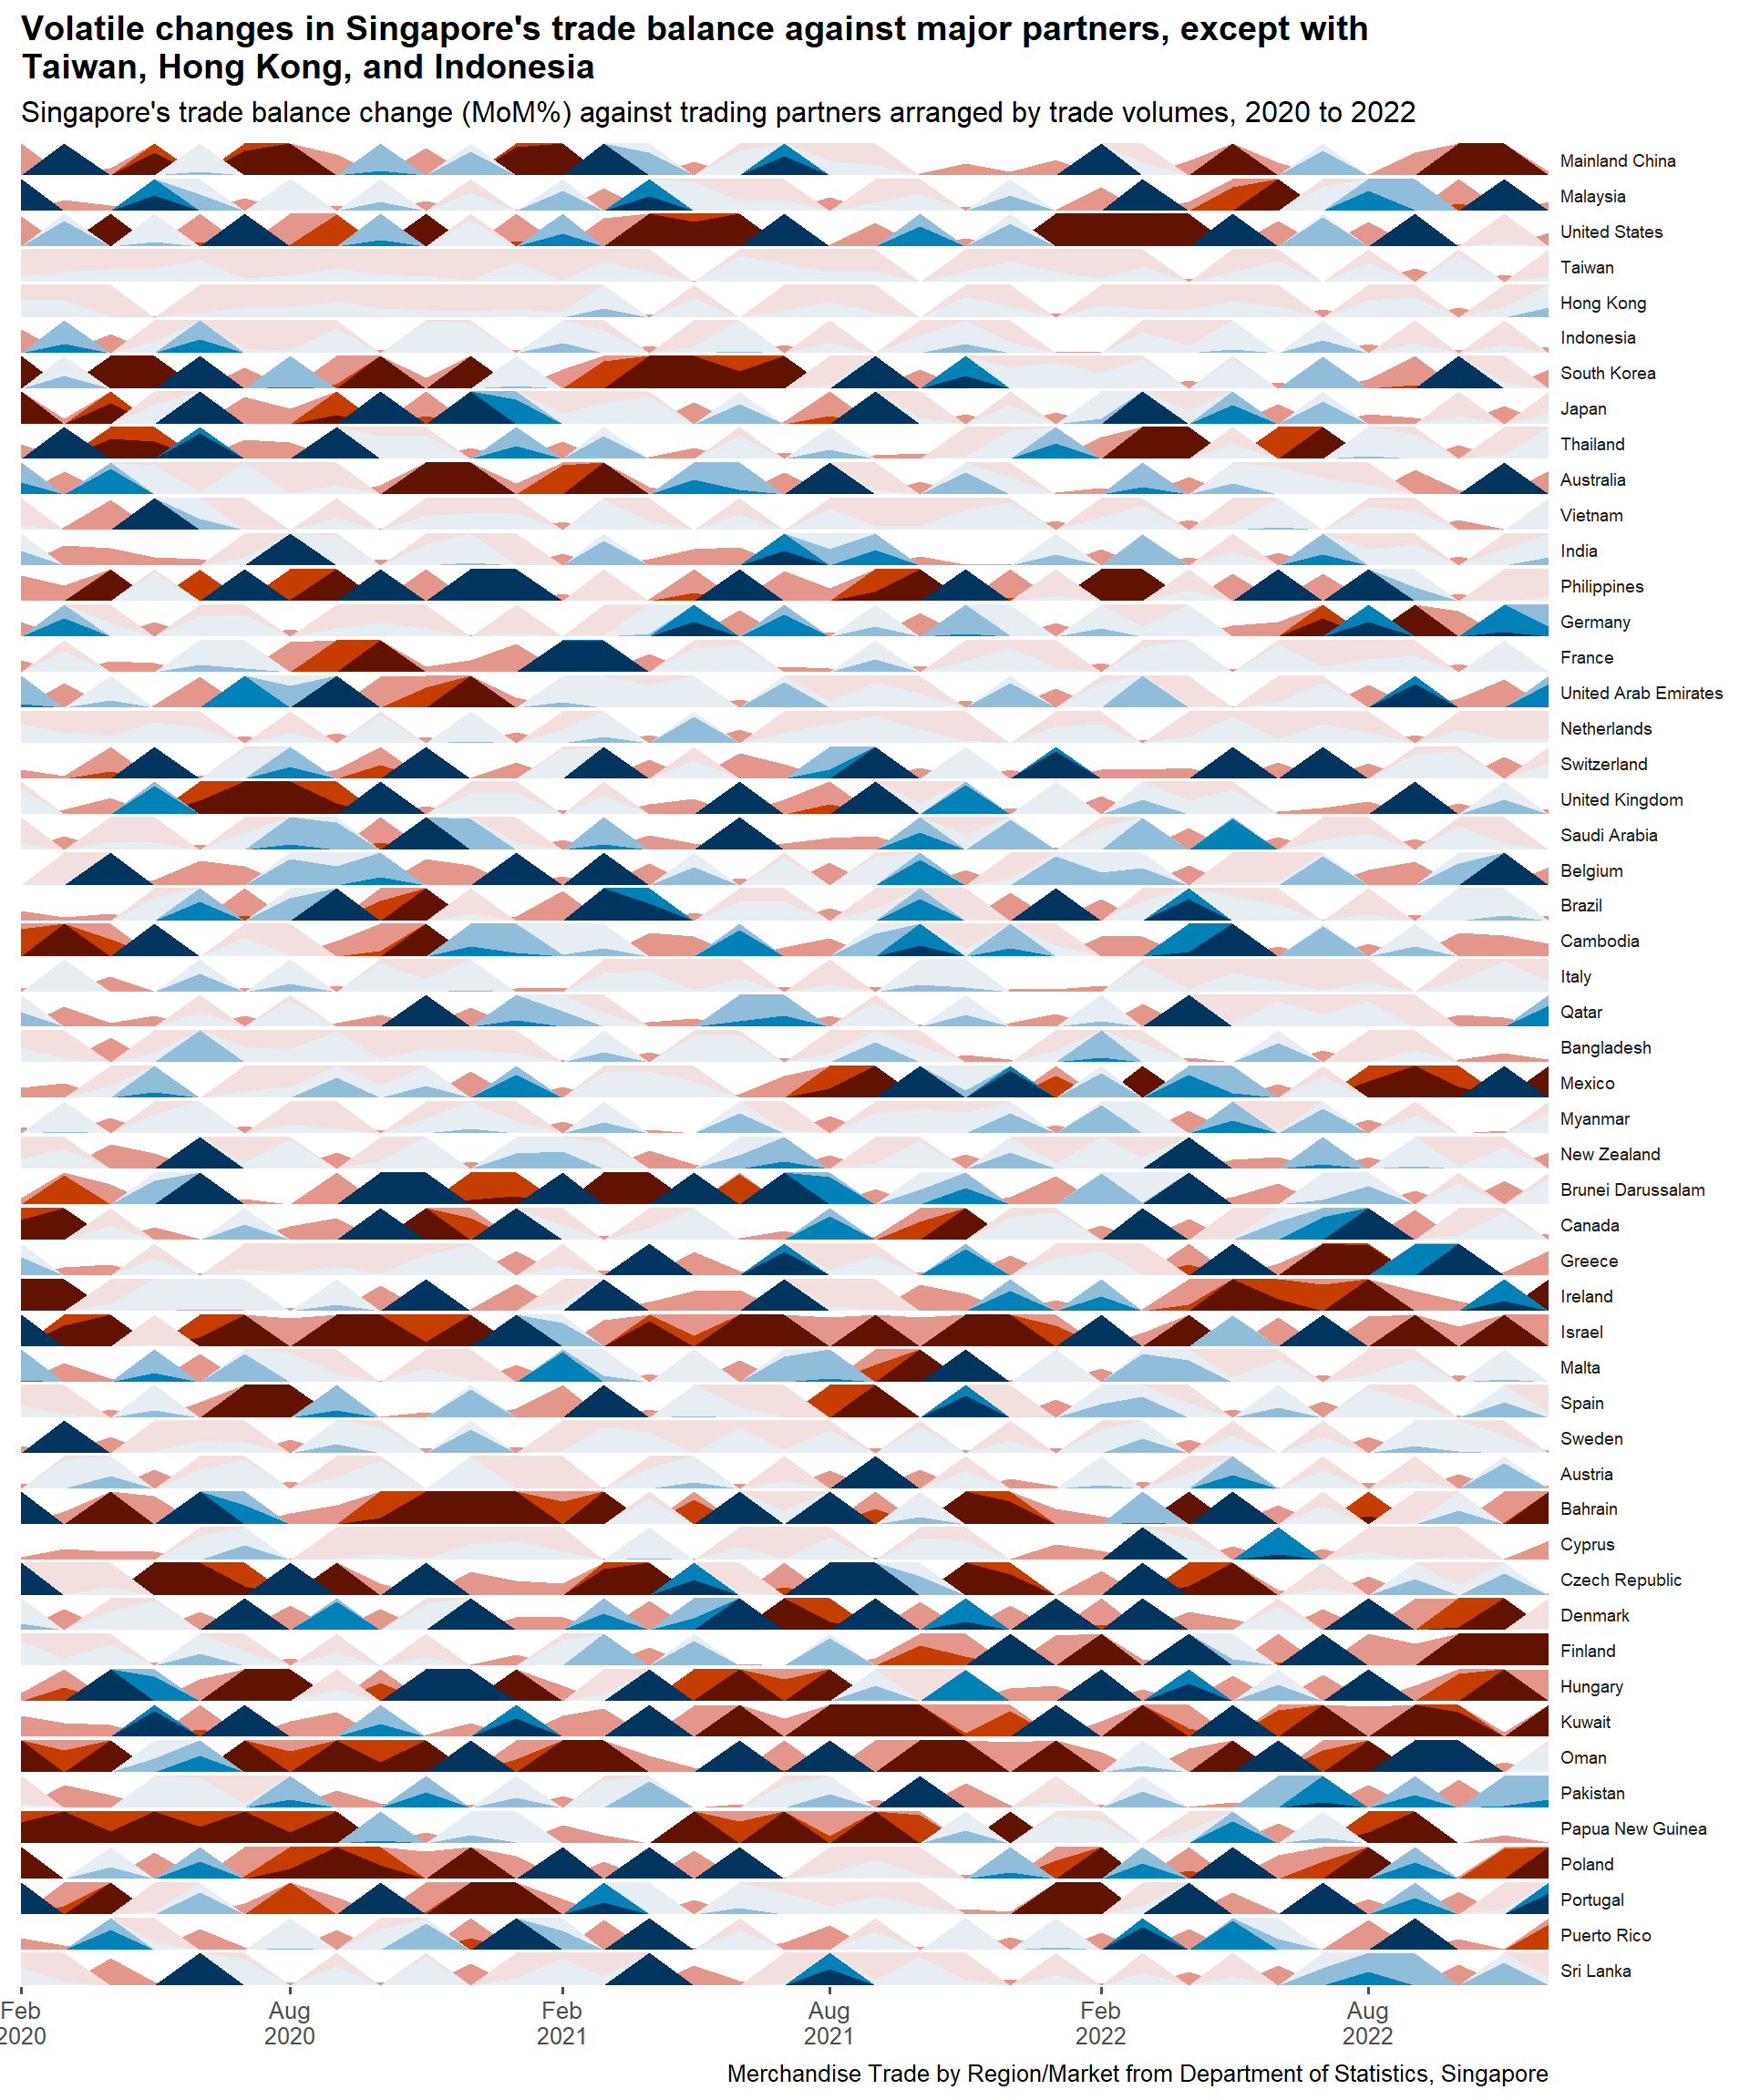 Volatile changes in Singapore's trade balance against major partners, except with
Taiwan, Hong Kong, and Indonesia
Singapore's trade balance change (MoM%) against trading partners arranged by trade volumes, 2020 to 2022
Mainland China
Malaysia
United States
Taiwan
Hong Kong
Indonesia
South Korea
Japan
Thailand
Australia
Vietnam
India
Philippines
Germany
France
United Arab Emirates
Netherlands
Switzerland
United Kingdom
Saudi Arabia
Belgium
Brazil
Cambodia
Italy
Qatar
Bangladesh
Mexico
Myanmar
New Zealand
Brunei Darussalam
Canada
Greece
Ireland
Israel
Malta
Spain
Sweden
Austria
Bahrain
Cyprus
Czech Republic
Denmark
Finland
Hungary
Kuwait
Oman
Pakistan
Papua New Guinea
Poland
Portugal
Puerto Rico
Sri Lanka
Feb Aug Feb Aug Feb Aug
2020 2020 2021 2021 2022 2022
Merchandise Trade by Region/Market from Department of Statistics, Singapore